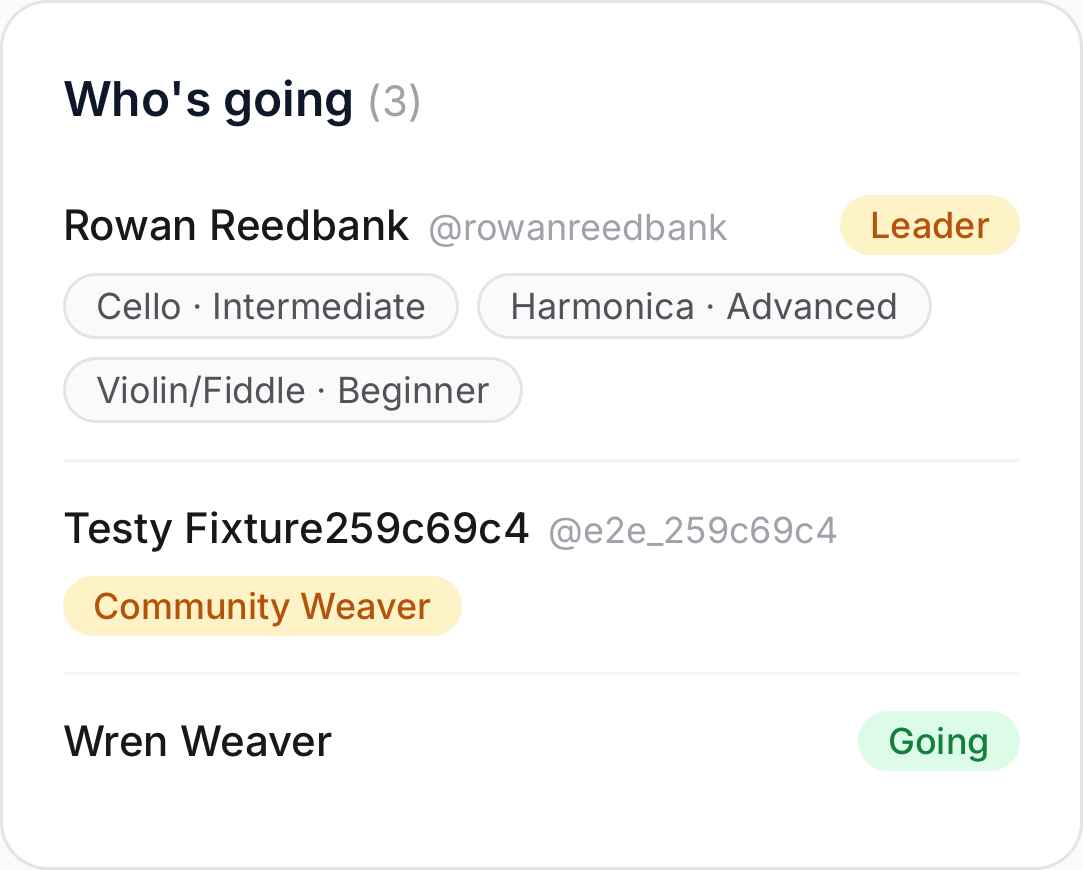 Who's going (3)
Rowan Reedbank @rowanreedbank Leader
Cello · Intermediate Harmonica · Advanced
Violin/Fiddle · Beginner
Testy Fixture259c69c4 @e2e_259c69c4
Community Weaver
Wren Weaver Going